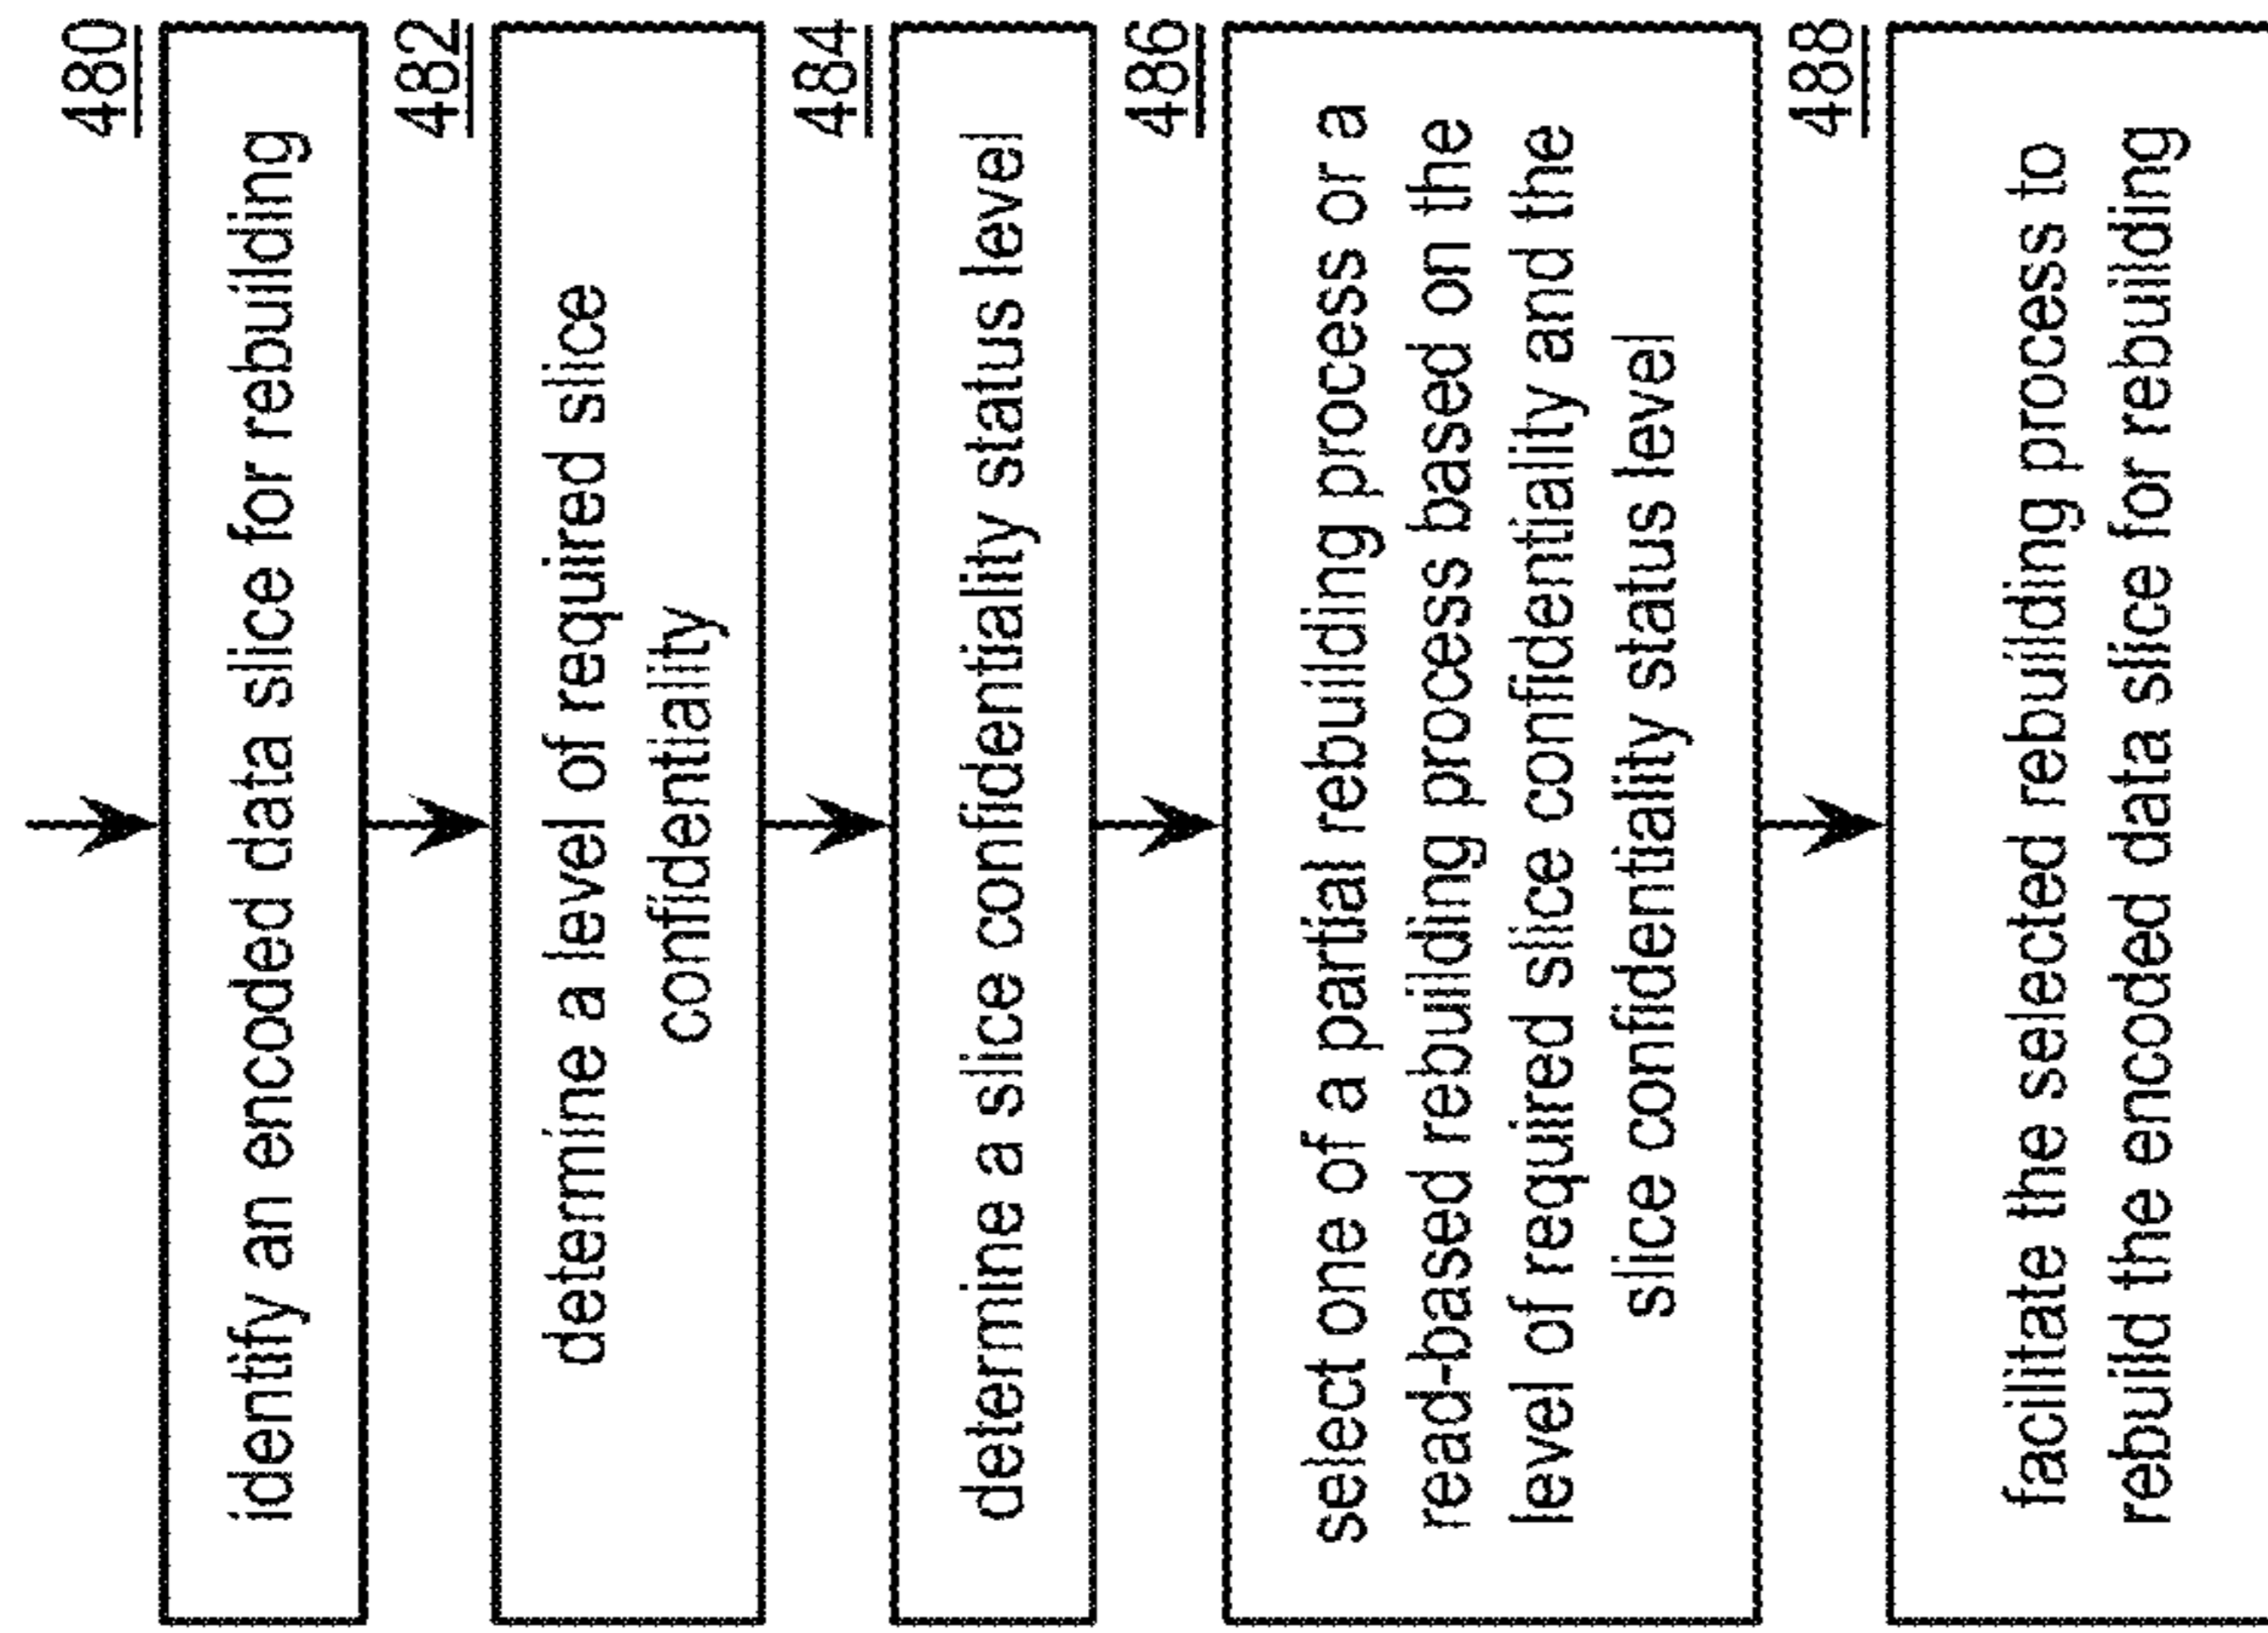 480
identify an encoded data slice for rebuilding
482
determine a level of required slice
confidentiality
484
determine a slice confidentiality status level
486
select one of a partial rebuilding process or a
read-based rebuilding process based on the
level of required slice confidentiality and the
slice confidentiality status level
488
facilitate the selected rebuilding process to
rebuild the encoded data slice for rebuilding